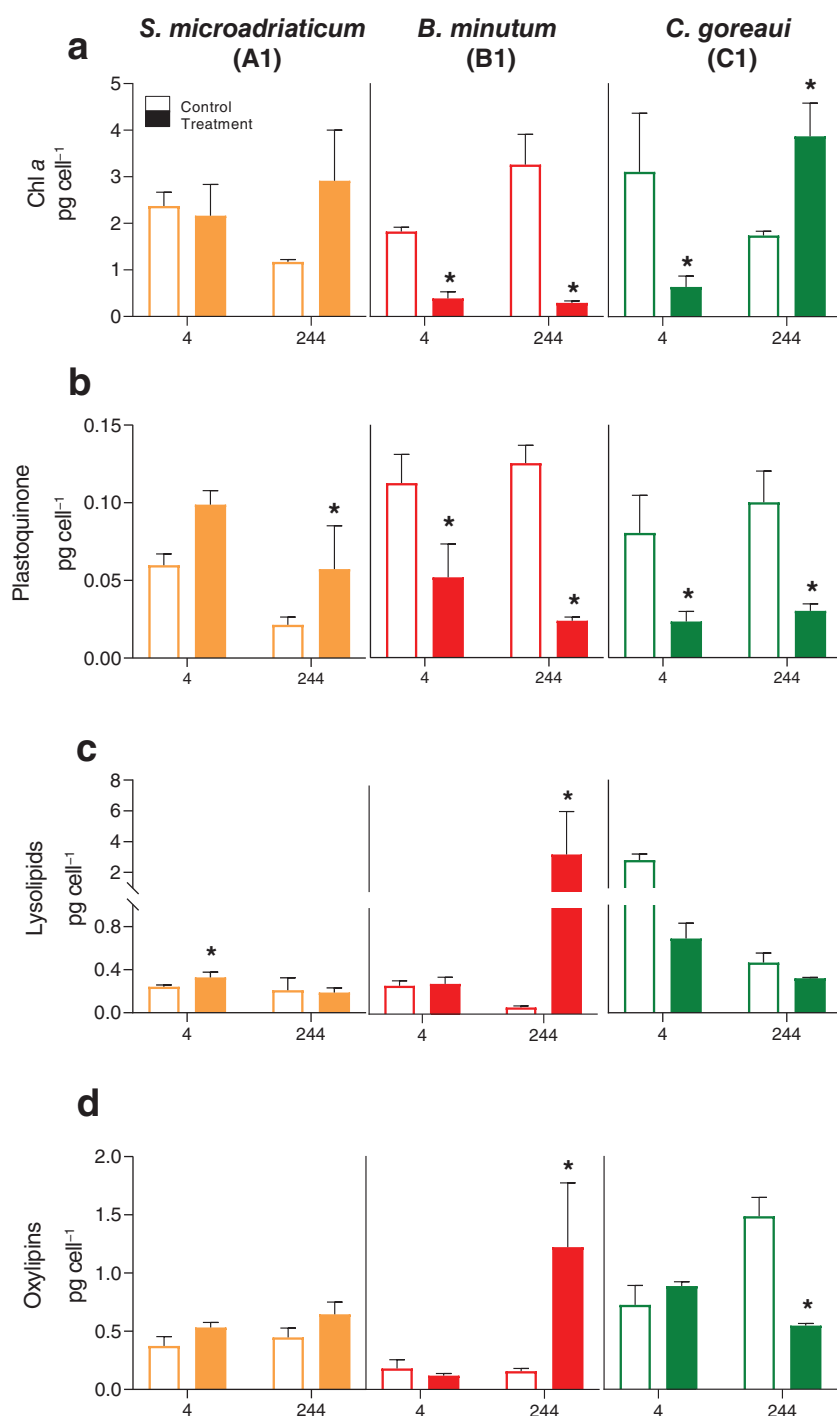 S. microadriaticum B. minutum C. goreaui
(A1) (B1) (C1)
a
Control
Treatment
Chl a
pg cell⁻¹
5
4
3
2
1
0
* * * *
4 244 4 244 4 244
b
Plastoquinone
pg cell⁻¹
0.15
0.10
0.05
0.00
* * * * *
4 244 4 244 4 244
c
Lysolipids
pg cell⁻¹
8
6
4
2
0.8
0.4
0.0
* *
4 244 4 244 4 244
d
Oxylipins
pg cell⁻¹
2.0
1.5
1.0
0.5
0.0
* *
4 244 4 244 4 244